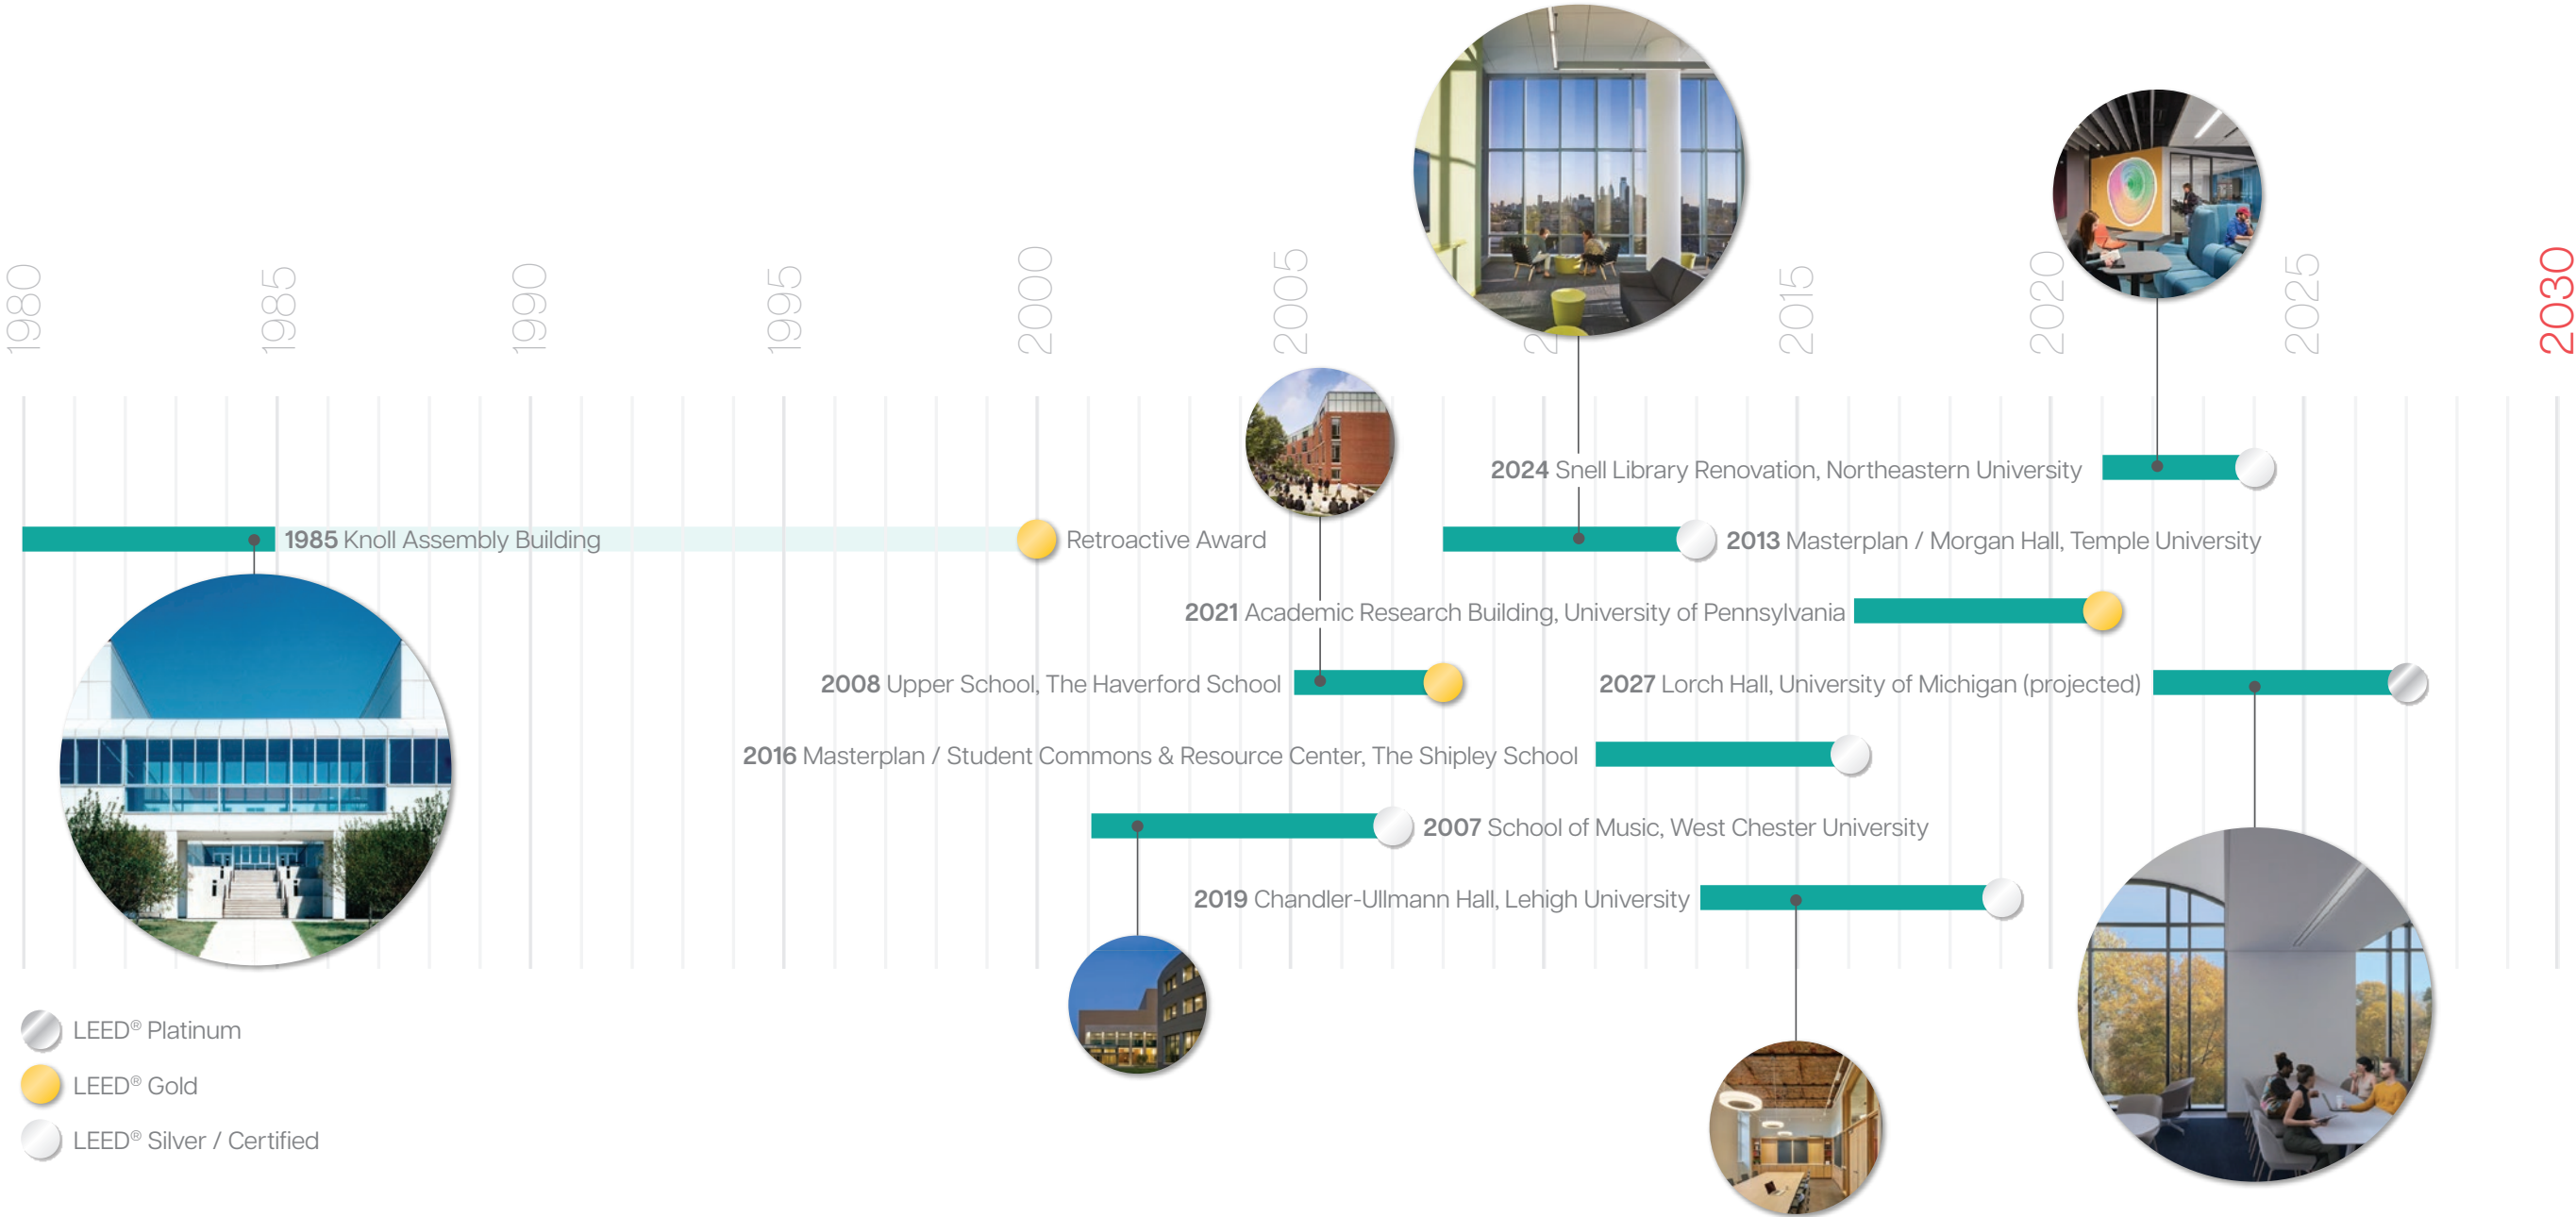 1980
1985
1990
1995
2000
2005
2015
2020
2025
2030
2024 Snell Library Renovation, Northeastern University
1985 Knoll Assembly Building
Retroactive Award
2013 Masterplan / Morgan Hall, Temple University
2021 Academic Research Building, University of Pennsylvania
2008 Upper School, The Haverford School
2027 Lorch Hall, University of Michigan (projected)
2016 Masterplan / Student Commons & Resource Center, The Shipley School
2007 School of Music, West Chester University
2019 Chandler-Ullmann Hall, Lehigh University
LEED® Platinum
LEED® Gold
LEED® Silver / Certified